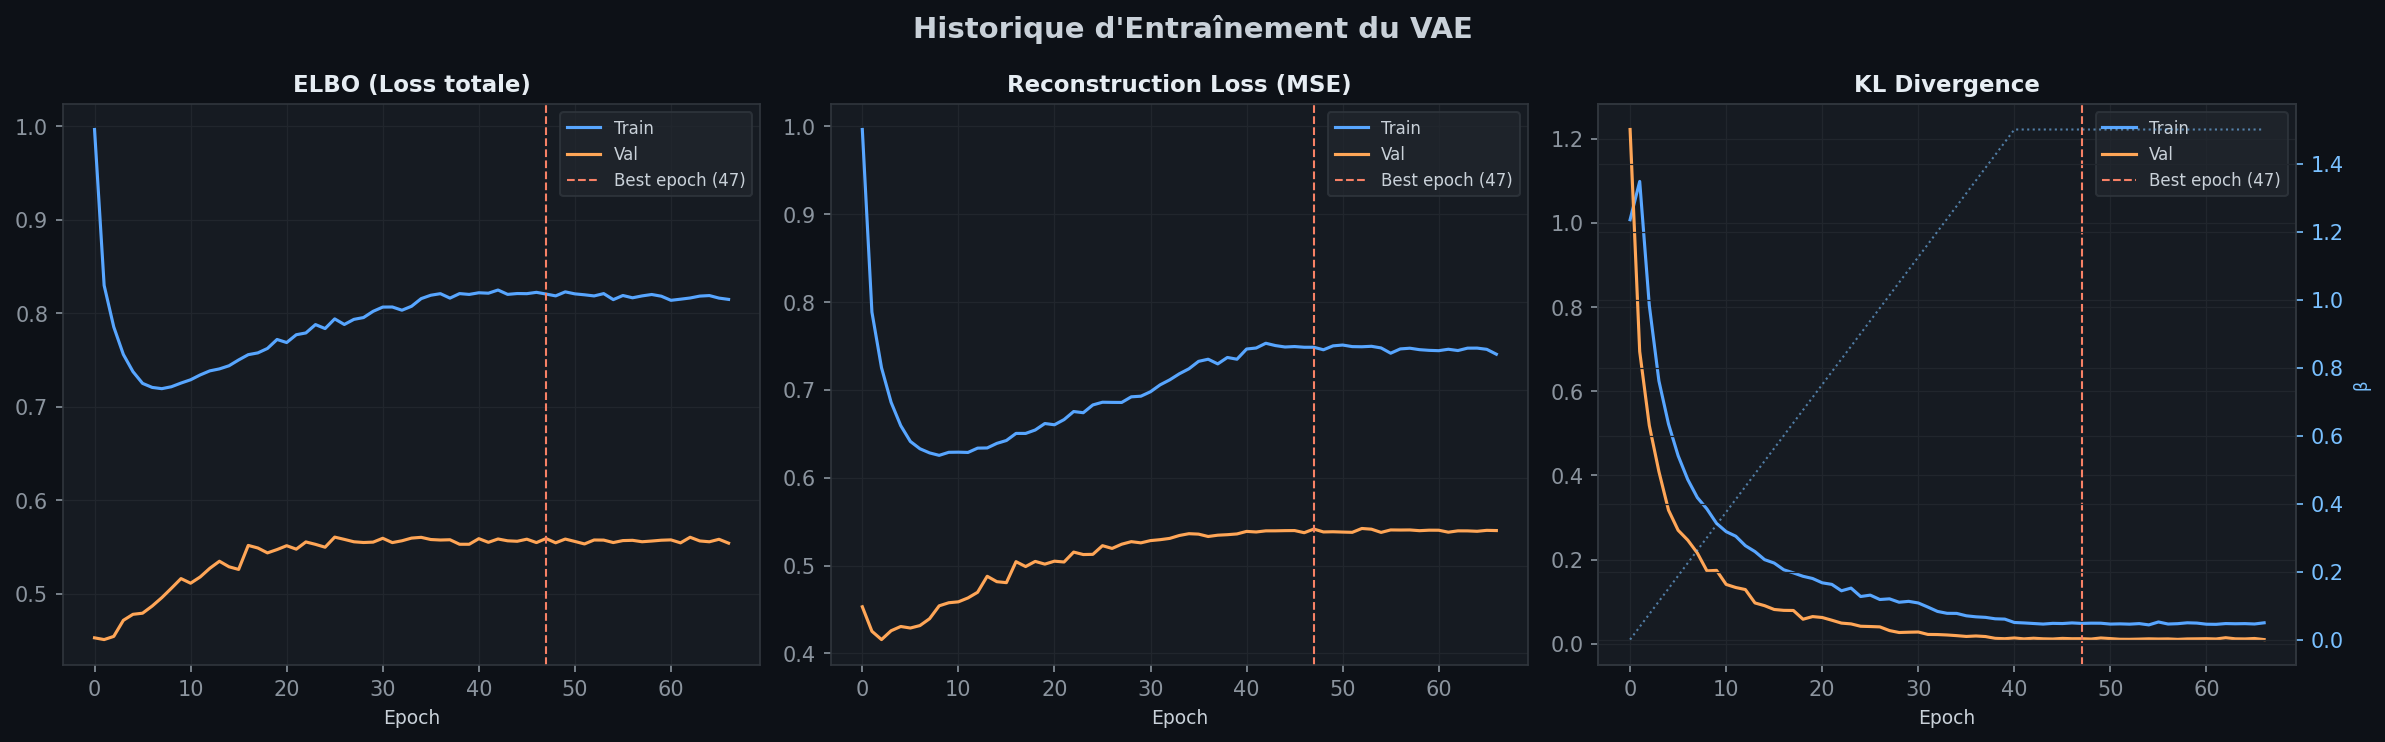 Historique d'Entraînement du VAE
ELBO (Loss totale)
1.0
0.9
0.8
0.7
0.6
0.5
0 10 20 30 40 50 60
Epoch
Train
Val
Best epoch (47)
Reconstruction Loss (MSE)
1.0
0.9
0.8
0.7
0.6
0.5
0.4
0 10 20 30 40 50 60
Epoch
Train
Val
Best epoch (47)
KL Divergence
1.2
1.0
0.8
0.6
0.4
0.2
0.0
0 10 20 30 40 50 60
Epoch
Train
Val
Best epoch (47)
1.4
1.2
1.0
0.8
0.6
0.4
0.2
0.0
β